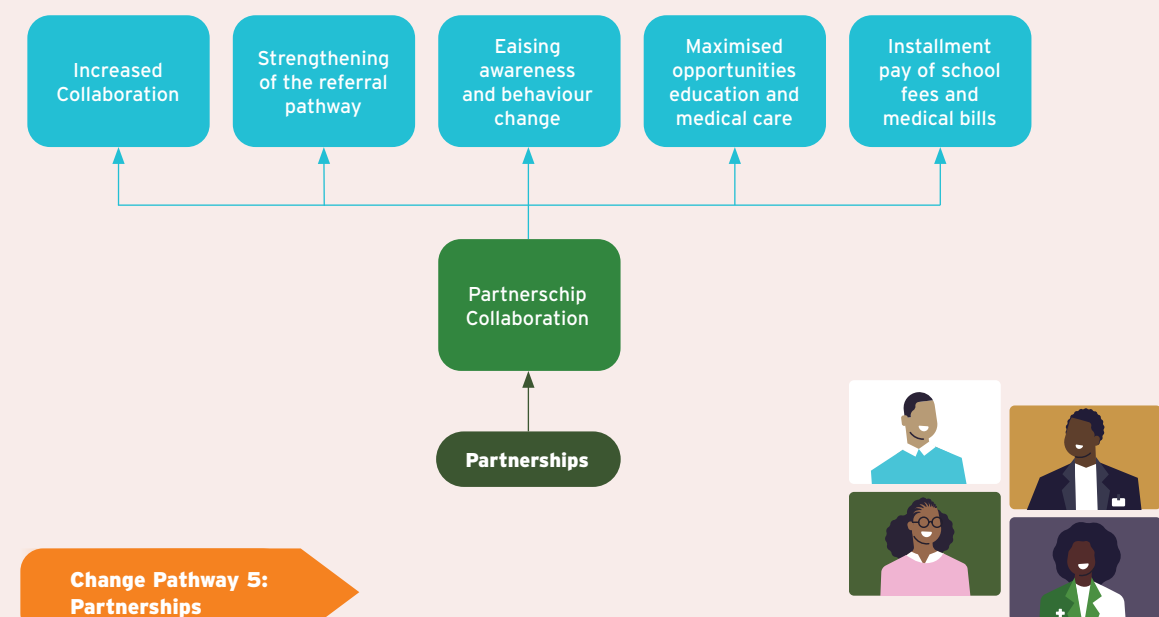 Increased
Collaboration
Strengthening
of the referral
pathway
Eaising
awareness
and behaviour
change
Maximised
opportunities
education and
medical care
Installment
pay of school
fees and
medical bills
Partnerschip
Collaboration
Partnerships
Change Pathway 5:
Partnerships